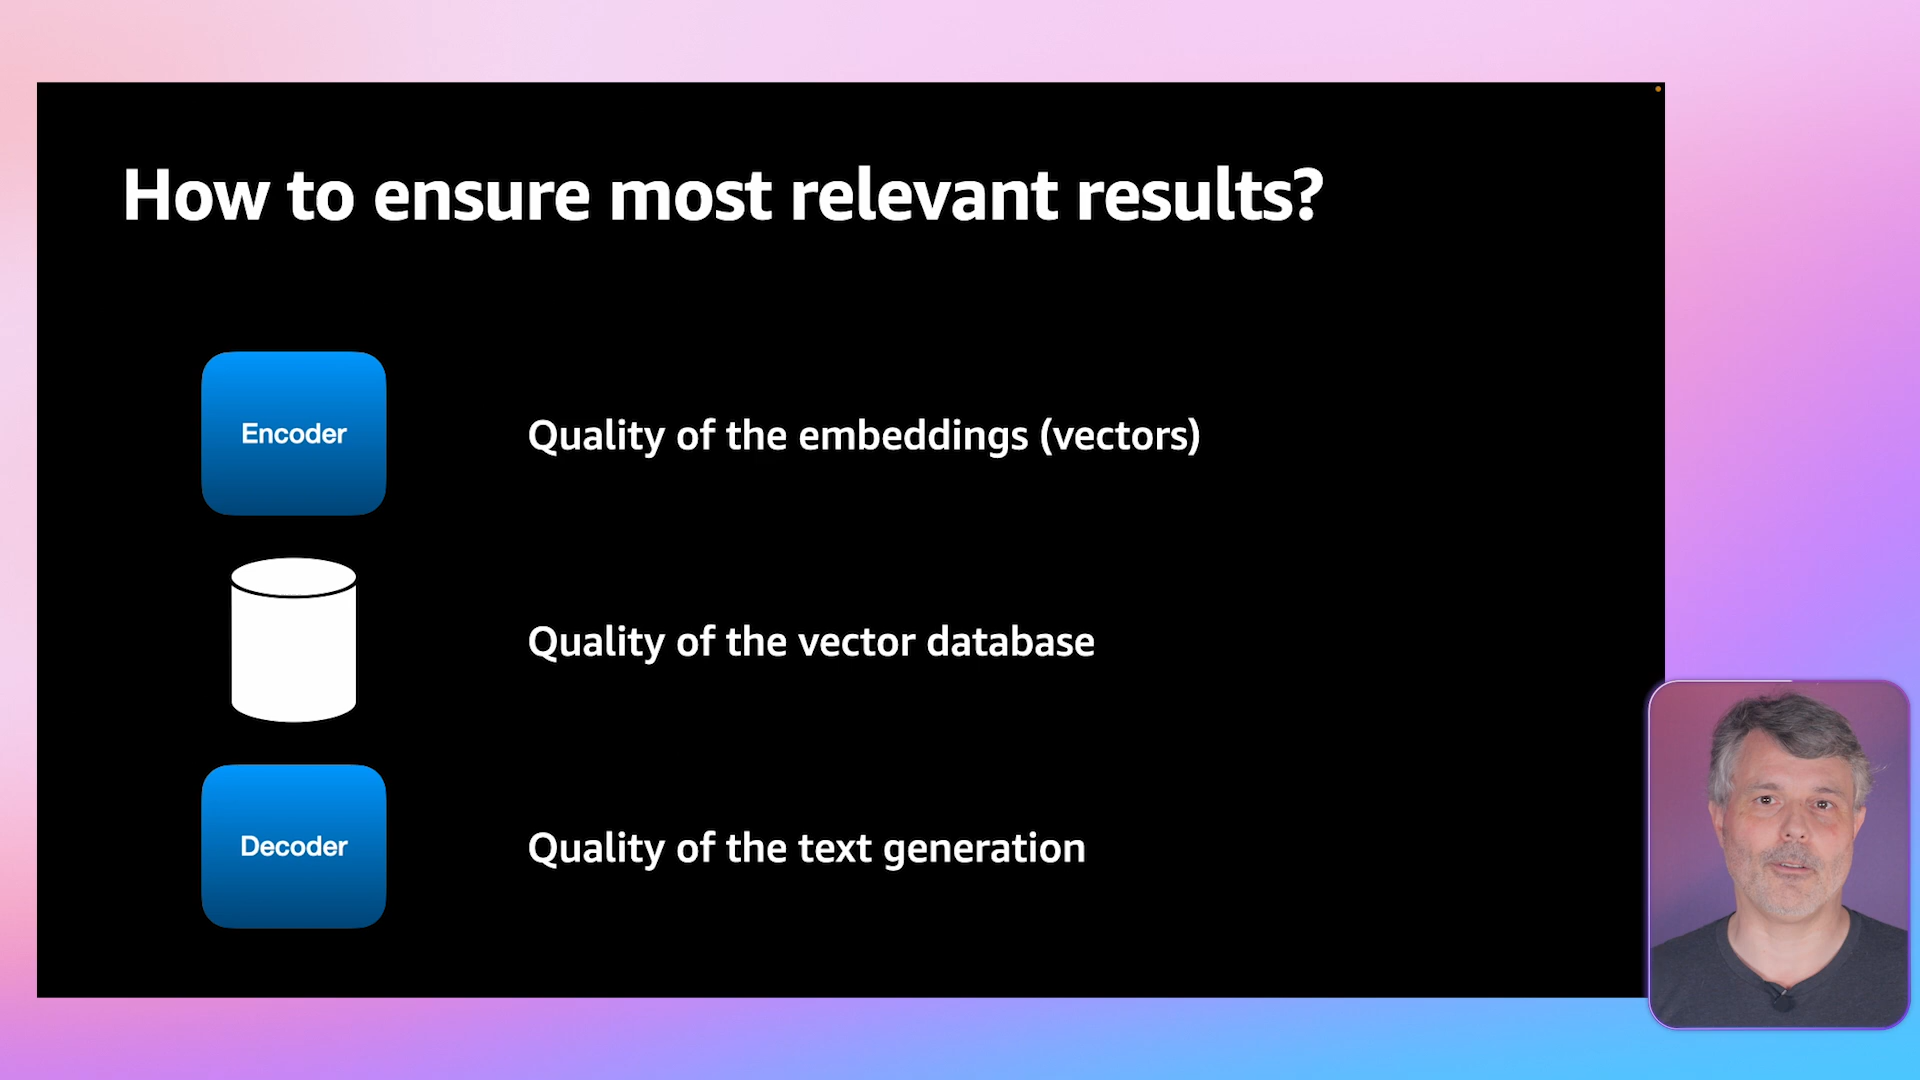 How to ensure most relevant results?
Encoder
Quality of the embeddings (vectors)
Quality of the vector database
Decoder
Quality of the text generation